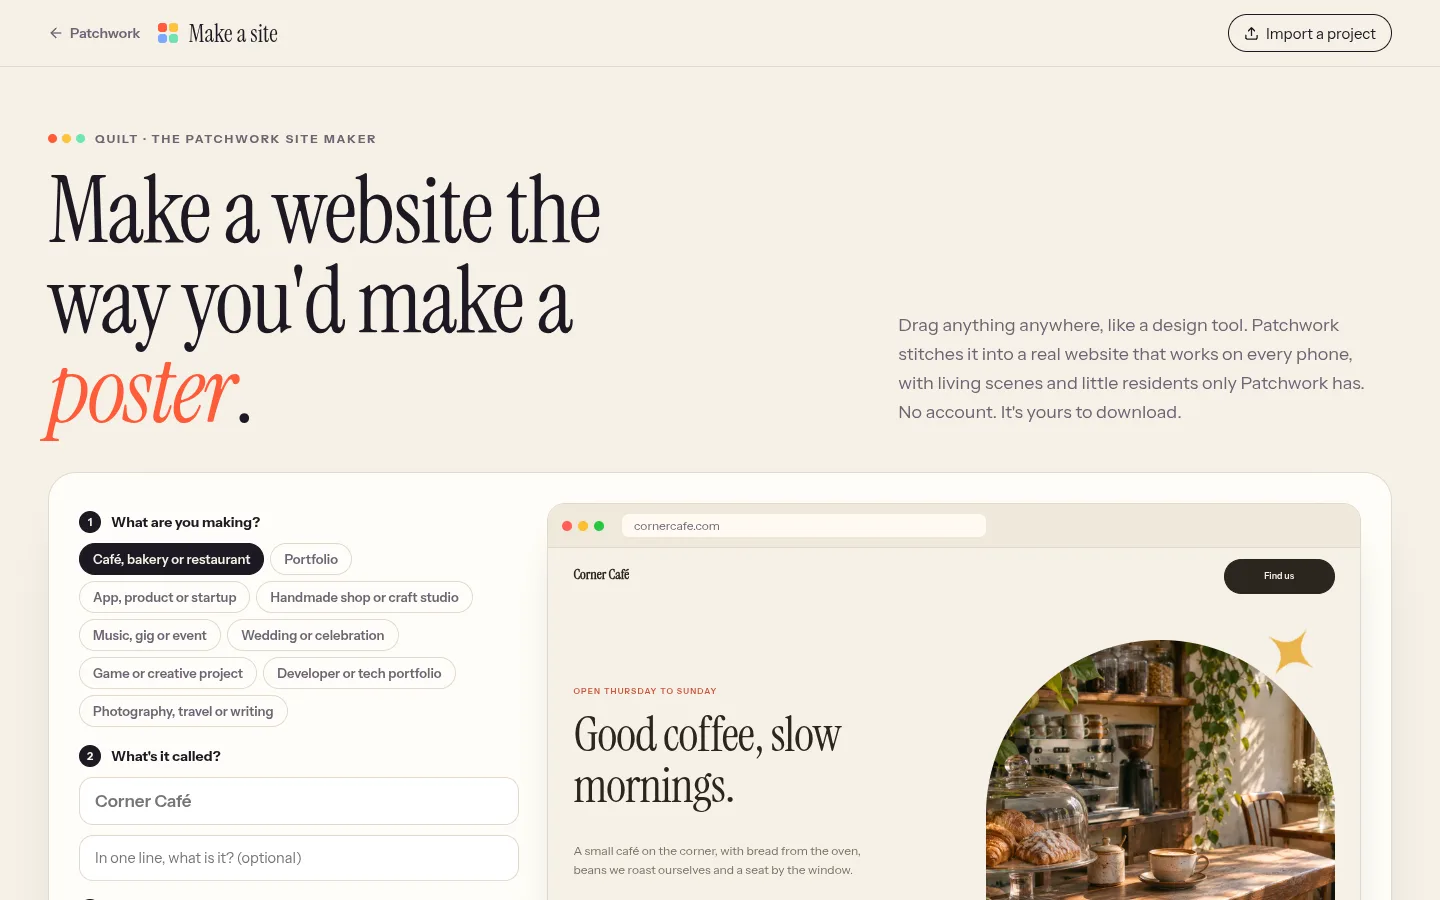 Patchwork
Make a site
Import a project
QUILT · THE PATCHWORK SITE MAKER
Make a website the
way you'd make a
poster.
Drag anything anywhere, like a design tool. Patchwork
stitches it into a real website that works on every phone,
with living scenes and little residents only Patchwork has.
No account. It's yours to download.
1 What are you making?
Café, bakery or restaurant
Portfolio
App, product or startup
Handmade shop or craft studio
Music, gig or event
Wedding or celebration
Game or creative project
Developer or tech portfolio
Photography, travel or writing
2 What's it called?
Corner Café
In one line, what is it? (optional)
cornercafe.com
Corner Café
Find us
OPEN THURSDAY TO SUNDAY
Good coffee, slow
mornings.
A small café on the corner, with bread from the oven,
beans we roast ourselves and a seat by the window.